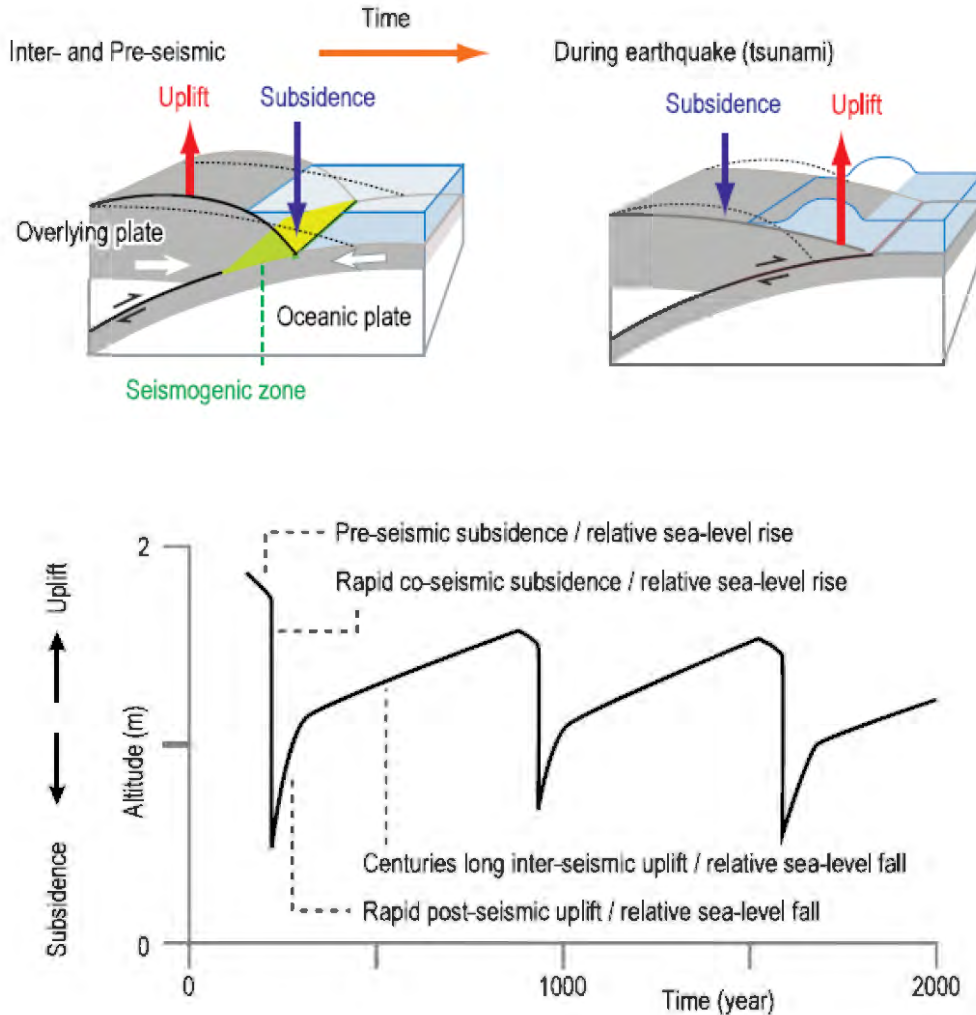 Time
Inter- and Pre-seismic
During earthquake (tsunami)
Uplift
Subsidence
Subsidence
Uplift
Overlying plate
Oceanic plate
Seismogenic zone
Pre-seismic subsidence / relative sea-level rise
Rapid co-seismic subsidence / relative sea-level rise
Centuries long inter-seismic uplift / relative sea-level fall
Rapid post-seismic uplift / relative sea-level fall
Uplift
Subsidence
Altitude (m)
2
0
0
1000
2000
Time (year)